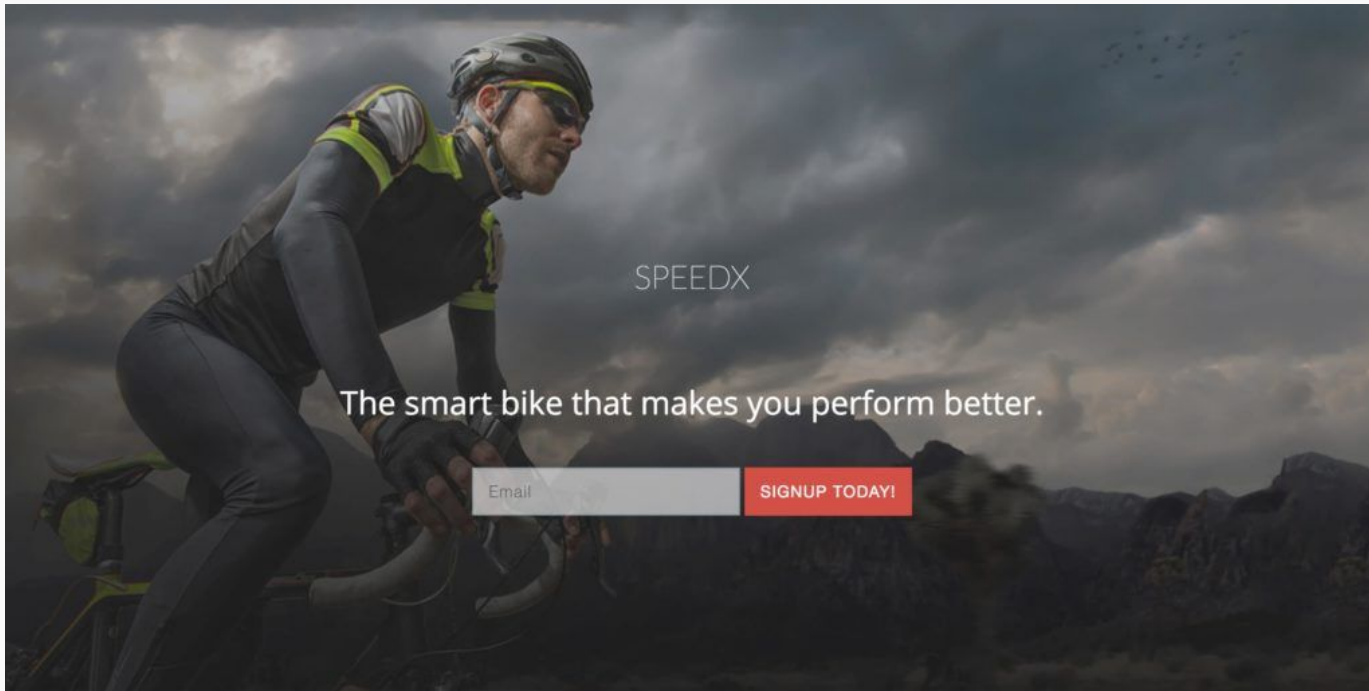 SPEEDX
The smart bike that makes you perform better.
Email
SIGNUP TODAY!